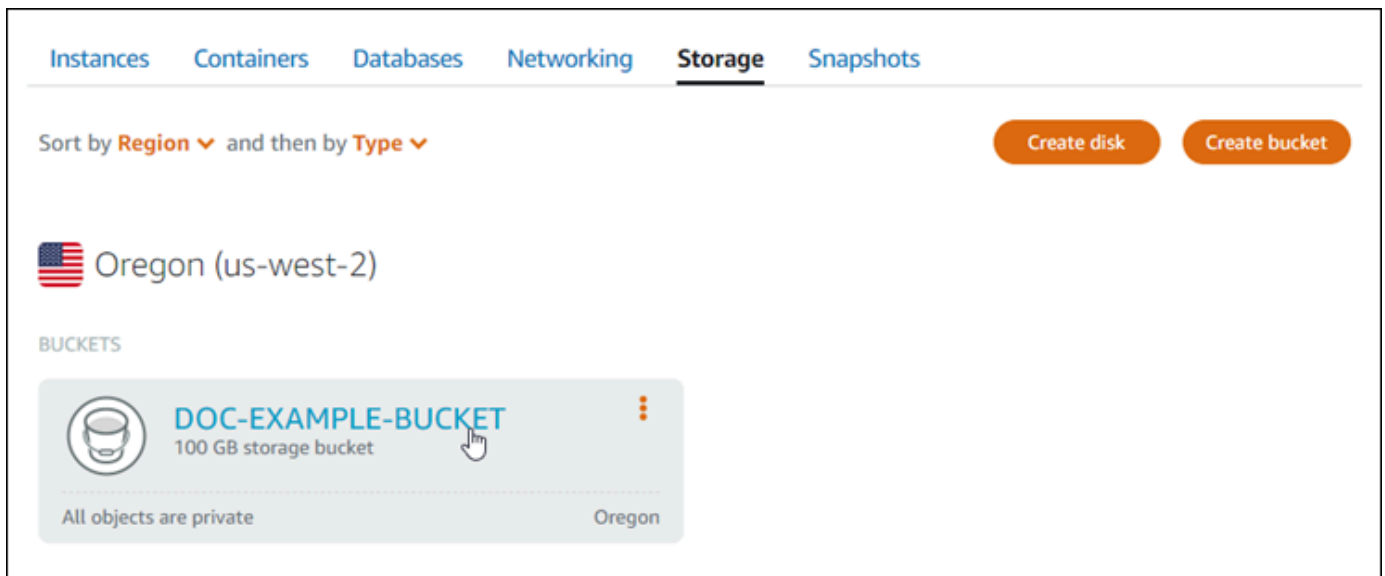 Instances Containers Databases Networking Storage Snapshots
Sort by Region and then by Type Create disk Create bucket
Oregon (us-west-2)
BUCKETS
DOC-EXAMPLE-BUCKET
100 GB storage bucket
All objects are private Oregon